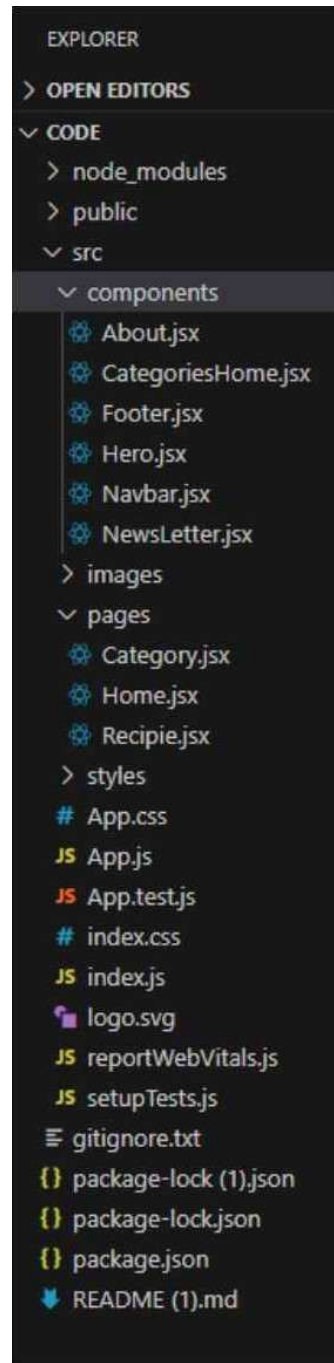 EXPLORER
OPEN EDITORS
CODE
node_modules
public
src
components
About.jsx
CategoriesHome.jsx
Footer.jsx
Hero.jsx
Navbar.jsx
NewsLetter.jsx
images
pages
Category.jsx
Home.jsx
Recipie.jsx
styles
# App.css
JS App.js
JS App.test.js
# index.css
JS index.js
logo.svg
JS reportWebVitals.js
JS setupTests.js
gitignore.txt
{} package-lock (1).json
{} package-lock.json
{} package.json
README (1).md